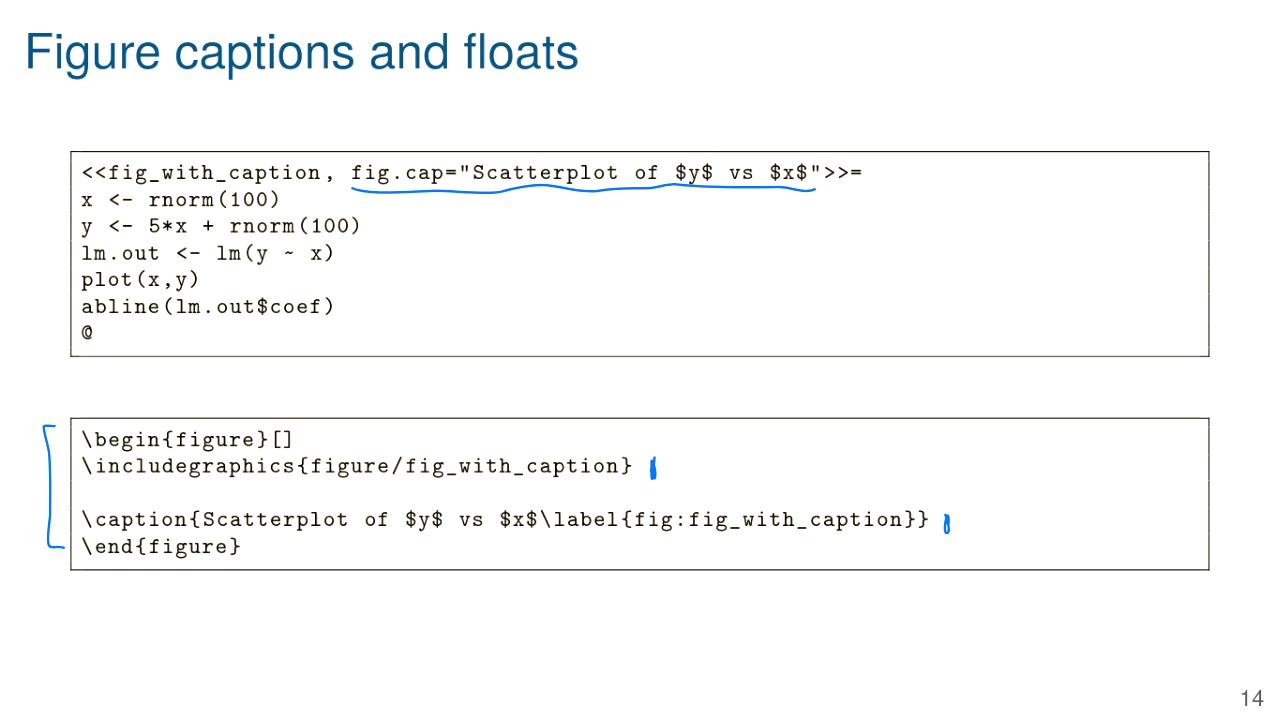 Figure captions and floats
<<fig_with_caption, fig.cap="Scatterplot of $y$ vs $x$">>=
x <- rnorm(100)
y <- 5*x + rnorm(100)
lm.out <- lm(y ~ x)
plot(x,y)
abline(lm.out$coef)
@
\begin{figure}[]
\includegraphics{figure/fig_with_caption}
\caption{Scatterplot of $y$ vs $x$\label{fig:fig_with_caption}}
\end{figure}
14